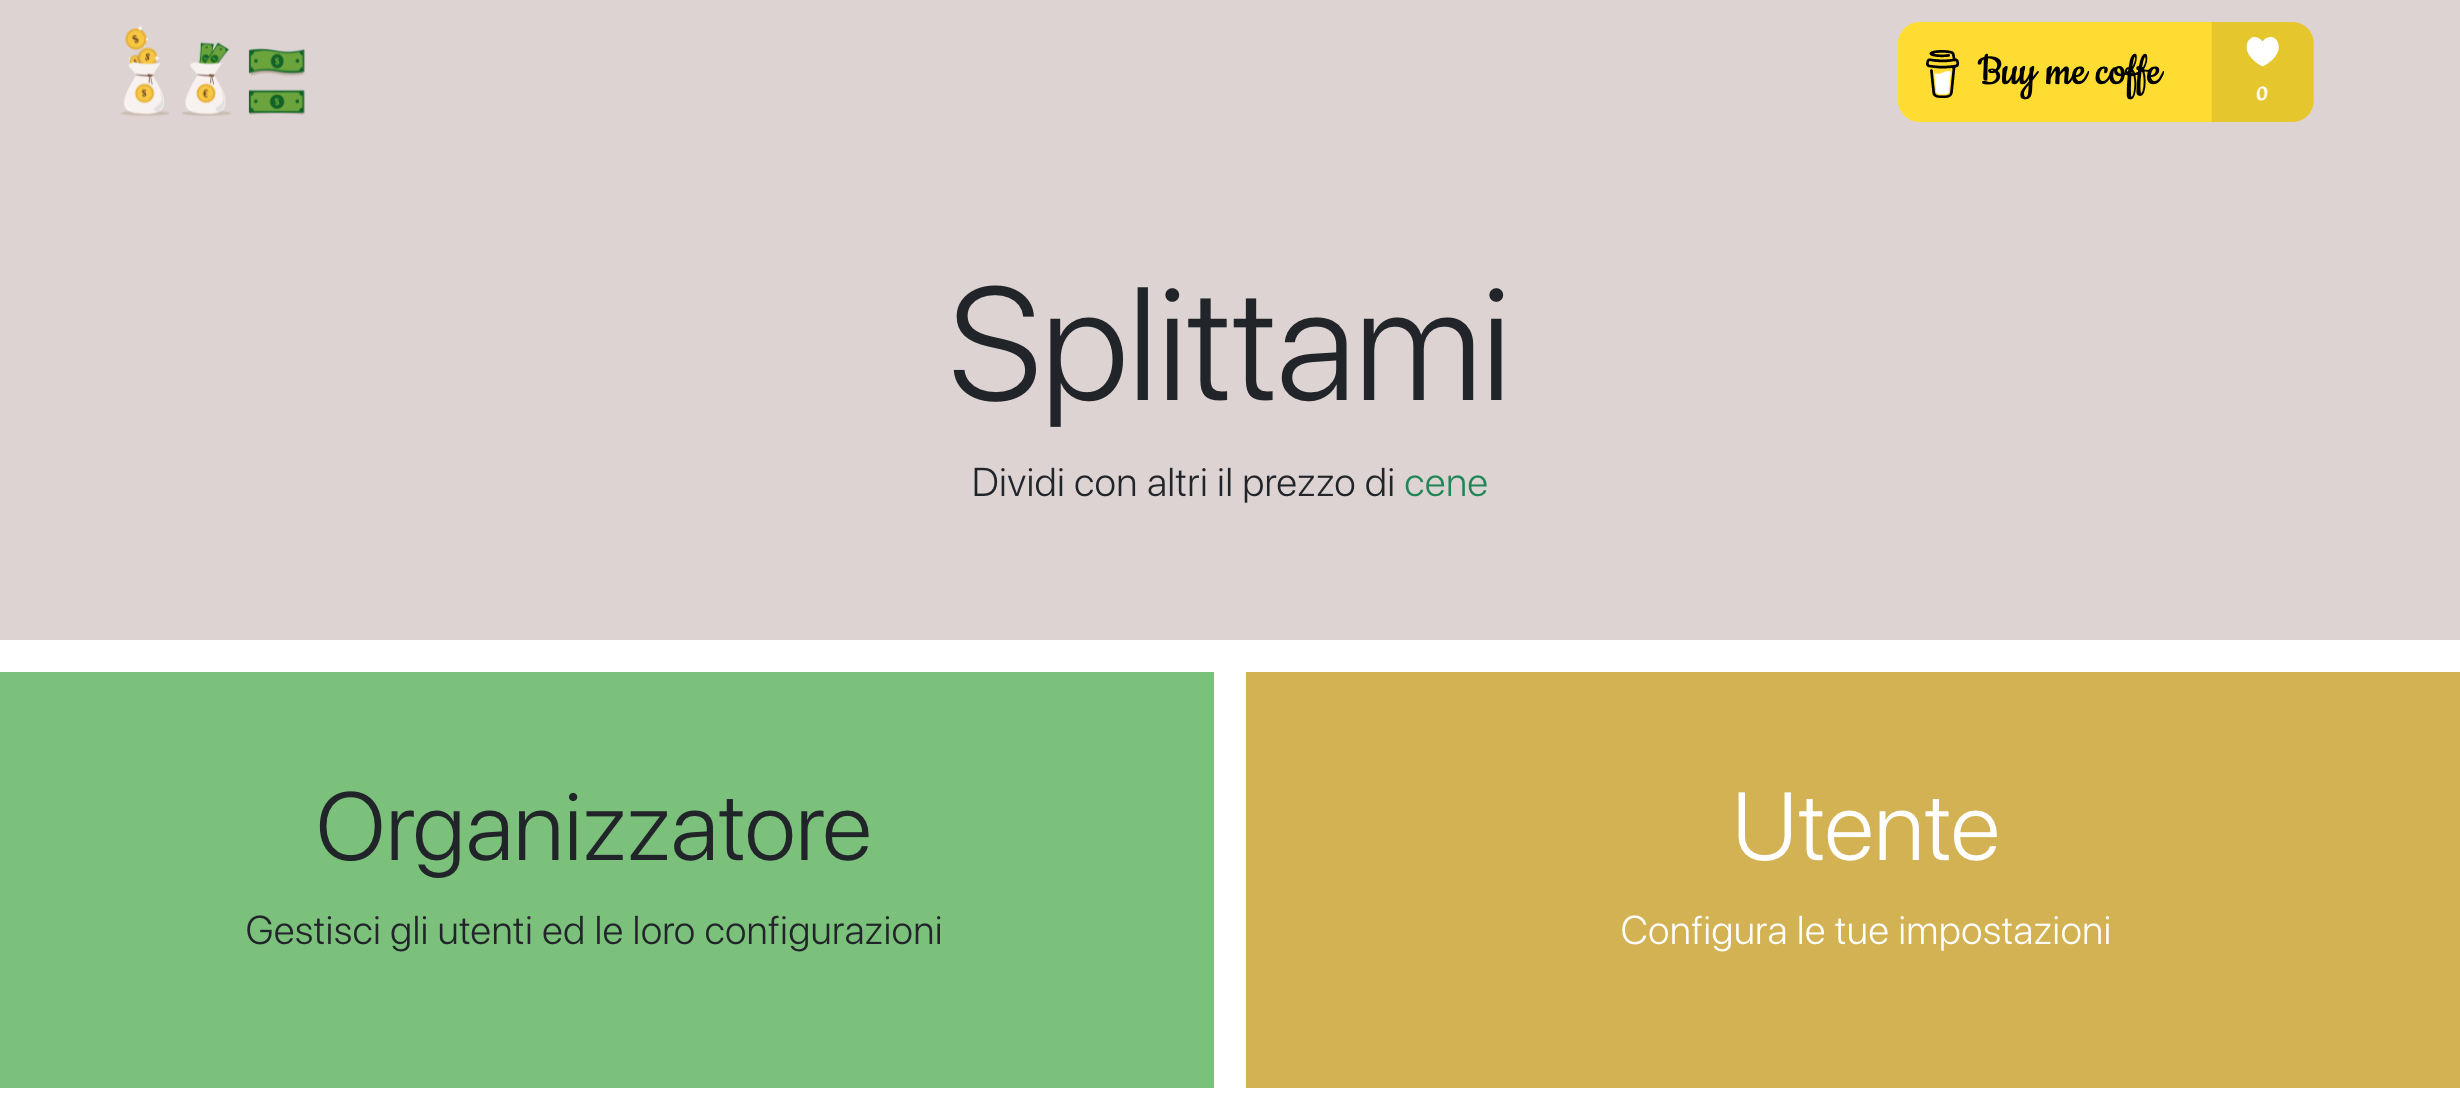 Buy me coffe
0
Splittami
Dividi con altri il prezzo di cene
Organizzatore
Gestisci gli utenti ed le loro configurazioni
Utente
Configura le tue impostazioni